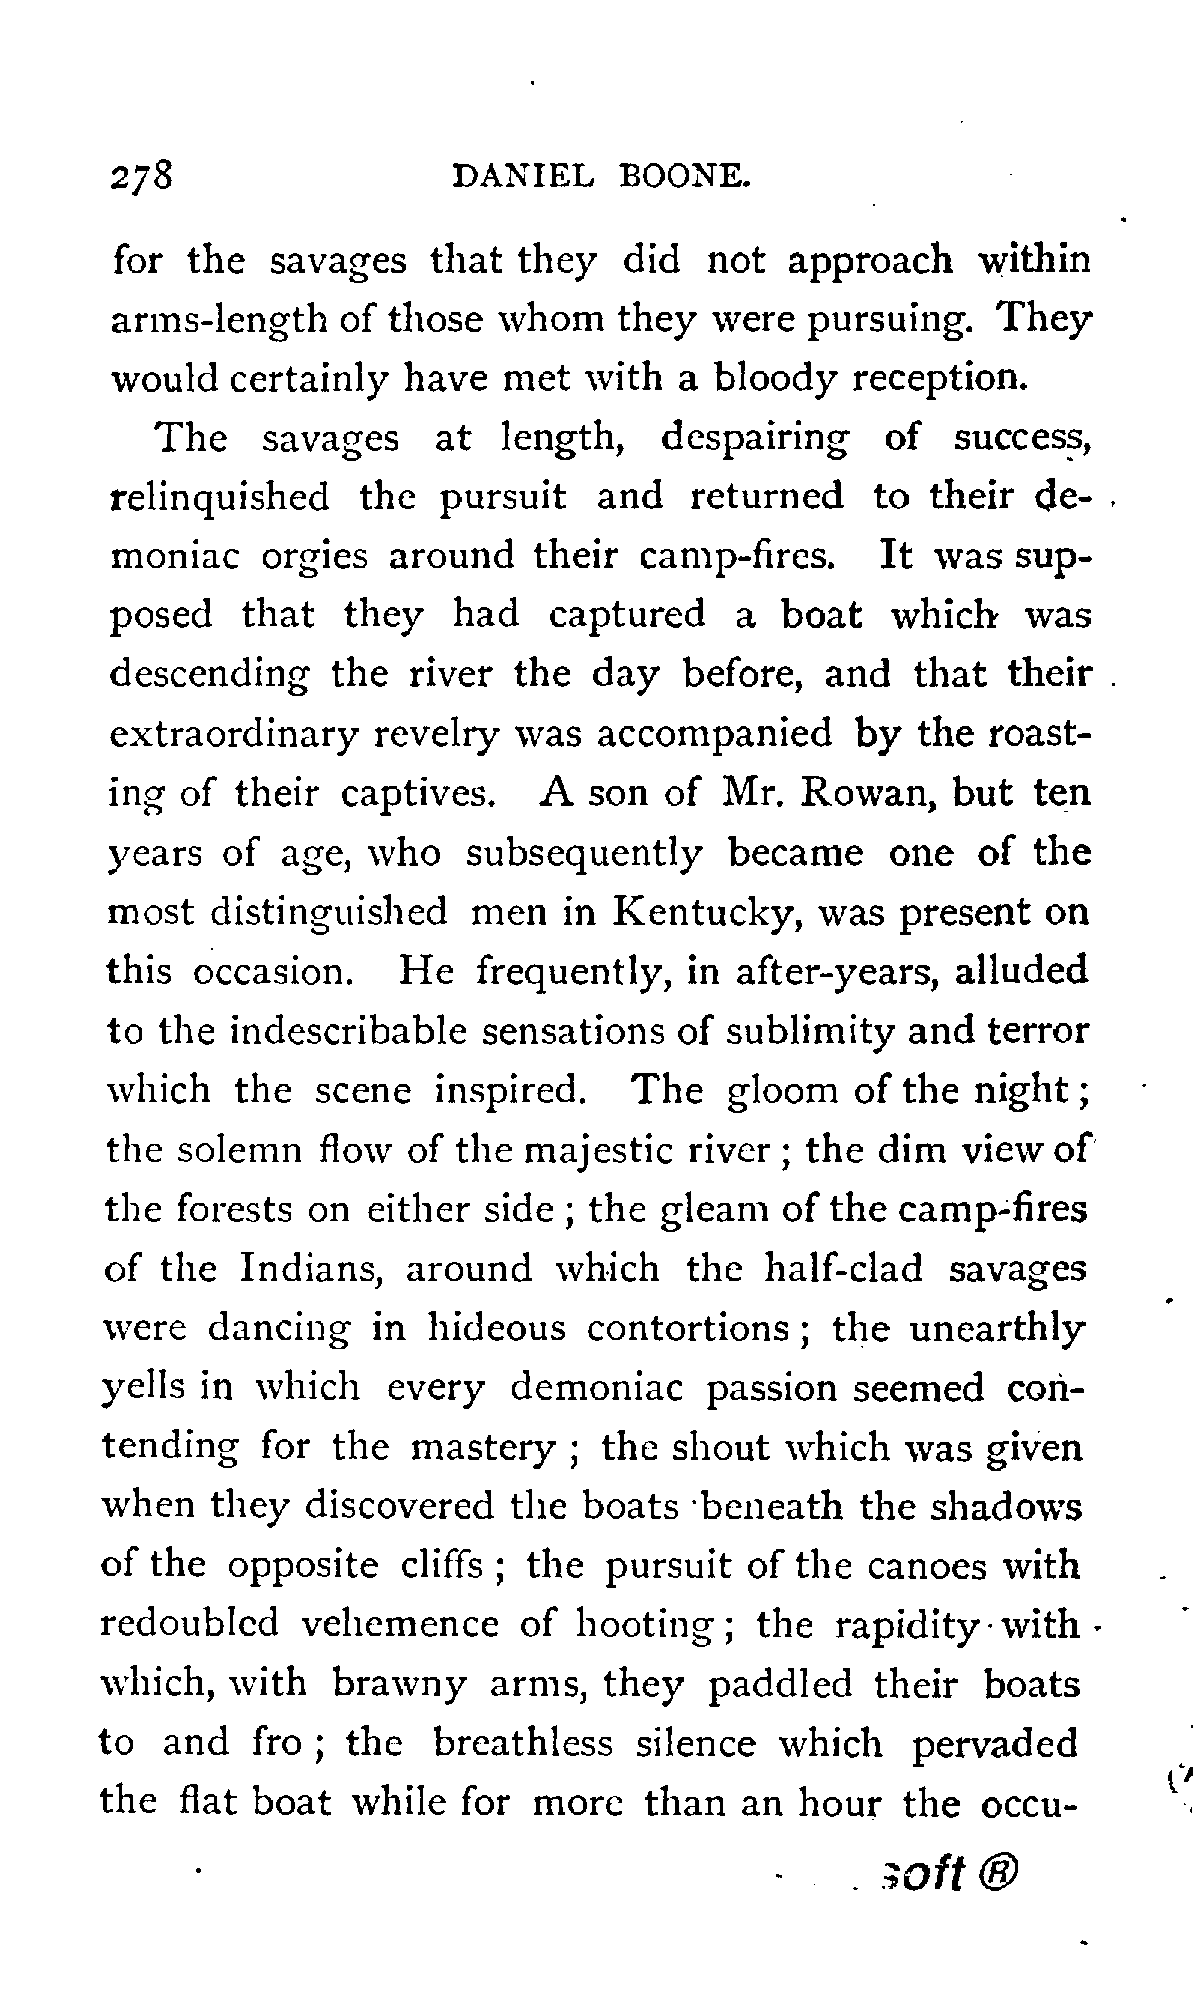 278 DANIEL BOONE.
for the savages that they did not approach within
arms-length of those whom they were pursuing. They
would certainly have met with a bloody reception.
The savages at length, despairing of success,
relinquished the pursuit and returned to their de-
moniac orgies around their camp-fires. It was sup-
posed that they had captured a boat which was
descending the river the day before, and that their
extraordinary revelry was accompanied by the roast-
ing of their captives. A son of Mr. Rowan, but ten
years of age, who subsequently became one of the
most distinguished men in Kentucky, was present on
this occasion. He frequently, in after-years, alluded
to the indescribable sensations of sublimity and terror
which the scene inspired. The gloom of the night ;
the solemn flow of the majestic river ; the dim view of
the forests on either side ; the gleam of the camp-fires
of the Indians, around which the half-clad savages
were dancing in hideous contortions ; the unearthly
yells in which every demoniac passion seemed con-
tending for the mastery ; the shout which was given
when they discovered the boats beneath the shadows
of the opposite cliffs ; the pursuit of the canoes with
redoubled vehemence of hooting ; the rapidity with
which, with brawny arms, they paddled their boats
to and fro ; the breathless silence which pervaded
the flat boat while for more than an hour the occu-
soft ®